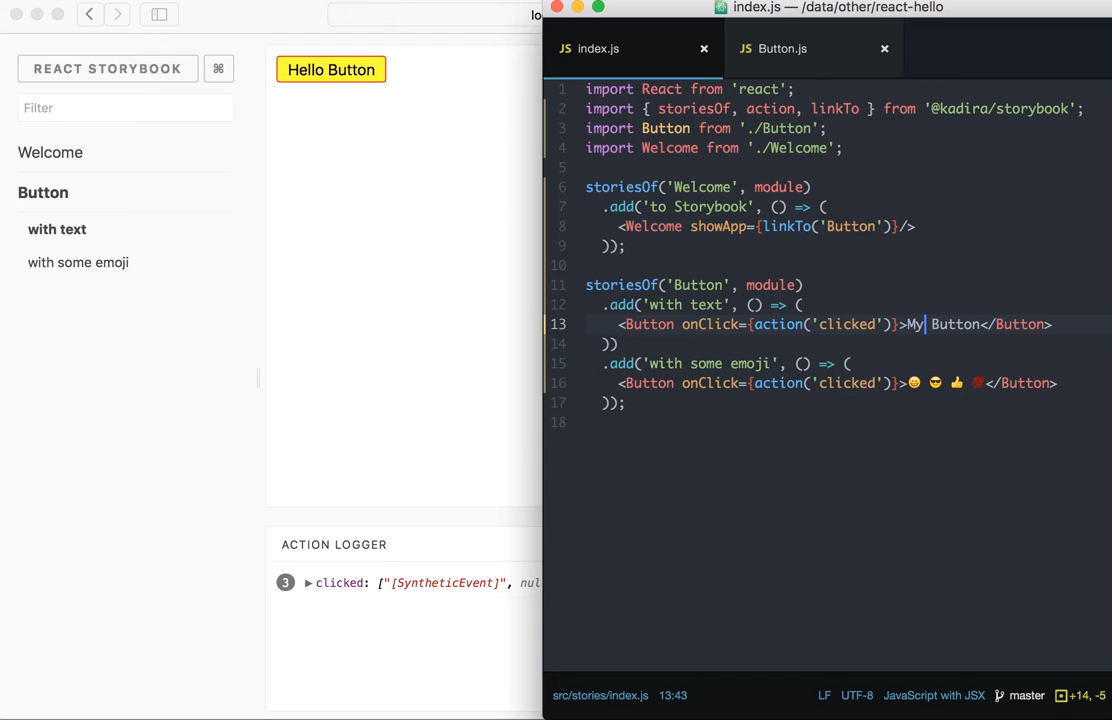 lo
REACT STORYBOOK
⌘
Filter
Welcome
Button
with text
with some emoji
Hello Button
ACTION LOGGER
3 ▶ clicked: ["[SyntheticEvent]", nul
index.js — /data/other/react-hello
JS index.js ×
JS Button.js ×
1 import React from 'react';
2 import { storiesOf, action, linkTo } from '@kadira/storybook';
3 import Button from './Button';
4 import Welcome from './Welcome';
5
6 storiesOf('Welcome', module)
7 .add('to Storybook', () => (
8 <Welcome showApp={linkTo('Button')}/>
9 ));
10
11 storiesOf('Button', module)
12 .add('with text', () => (
13 <Button onClick={action('clicked')}>My Button</Button>
14 ))
15 .add('with some emoji', () => (
16 <Button onClick={action('clicked')}>😀 😎 👍 💯</Button>
17 ));
18
src/stories/index.js 13:43 LF UTF-8 JavaScript with JSX master +14, -5